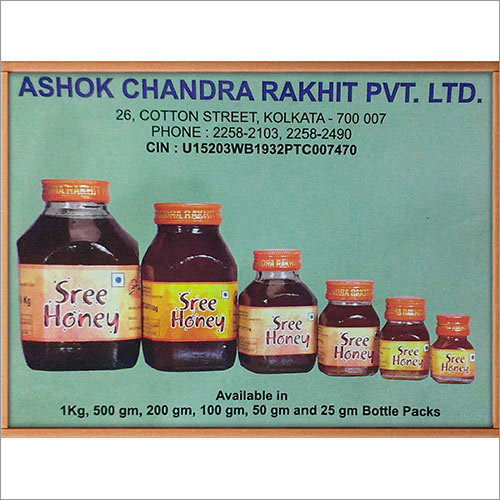 ASHOK CHANDRA RAKHIT PVT. LTD.
26, COTTON STREET, KOLKATA - 700 007
PHONE : 2258-2103, 2258-2490
CIN : U15203WB1932PTC007470
CHANDRA RAKHIT
Sree
Honey
Sree
Honey
Sree
Honey
Sree
Honey
Sree
Honey
Sree
Honey
Available in
1Kg, 500 gm, 200 gm, 100 gm, 50 gm and 25 gm Bottle Packs